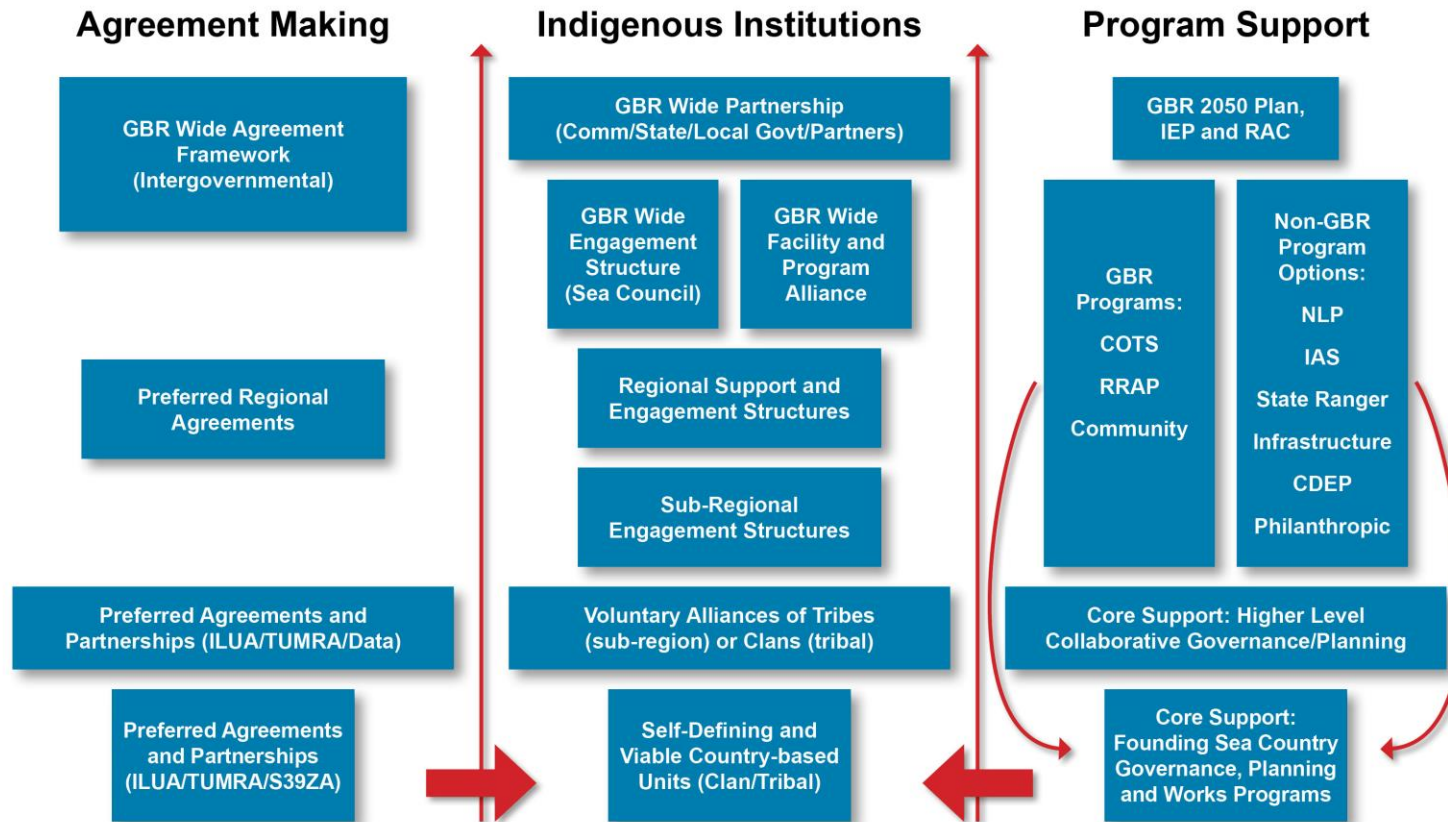 Agreement Making
GBR Wide Agreement
Framework
(Intergovernmental)
Preferred Regional
Agreements
Preferred Agreements and
Partnerships (ILUA/TUMRA/Data)
Preferred Agreements
and Partnerships
(ILUA/TUMRA/S39ZA)
Indigenous Institutions
GBR Wide Partnership
(Comm/State/Local Govt/Partners)
GBR Wide
Engagement
Structure
(Sea Council)
GBR Wide
Facility and
Program
Alliance
Regional Support and
Engagement Structures
Sub-Regional
Engagement Structures
Voluntary Alliances of Tribes
(sub-region) or Clans (tribal)
Self-Defining and
Viable Country-based
Units (Clan/Tribal)
Program Support
GBR 2050 Plan,
IEP and RAC
GBR
Programs:
COTS
RRAP
Community
Non-GBR
Program
Options:
NLP
IAS
State Ranger
Infrastructure
CDEP
Philanthropic
Core Support: Higher Level
Collaborative Governance/Planning
Core Support:
Founding Sea Country
Governance, Planning
and Works Programs